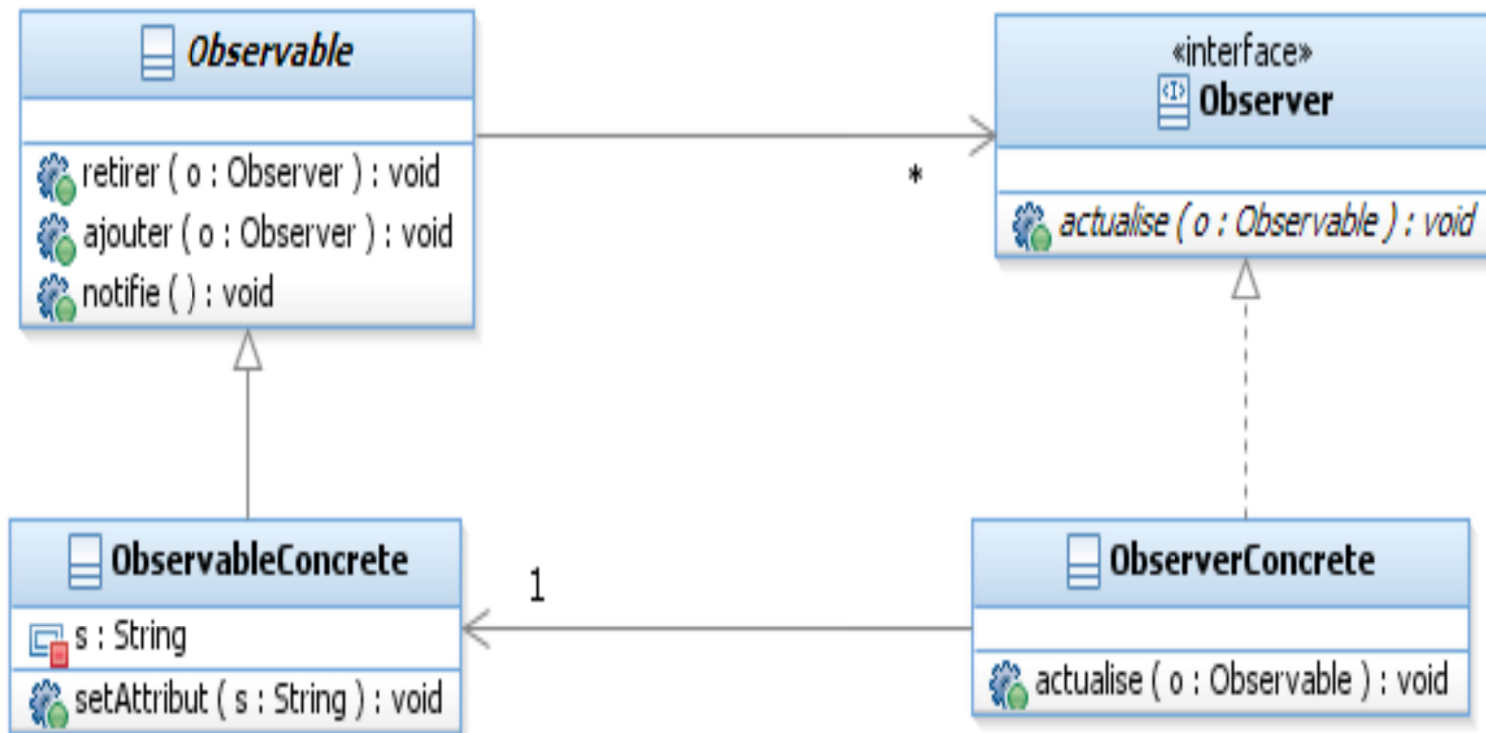 Observable
retirer ( o : Observer ) : void
ajouter ( o : Observer ) : void
notifie ( ) : void
«interface»
<I> Observer
actualise ( o : Observable ) : void
*
ObservableConcrete
s : String
setAttribut ( s : String ) : void
1
ObserverConcrete
actualise ( o : Observable ) : void